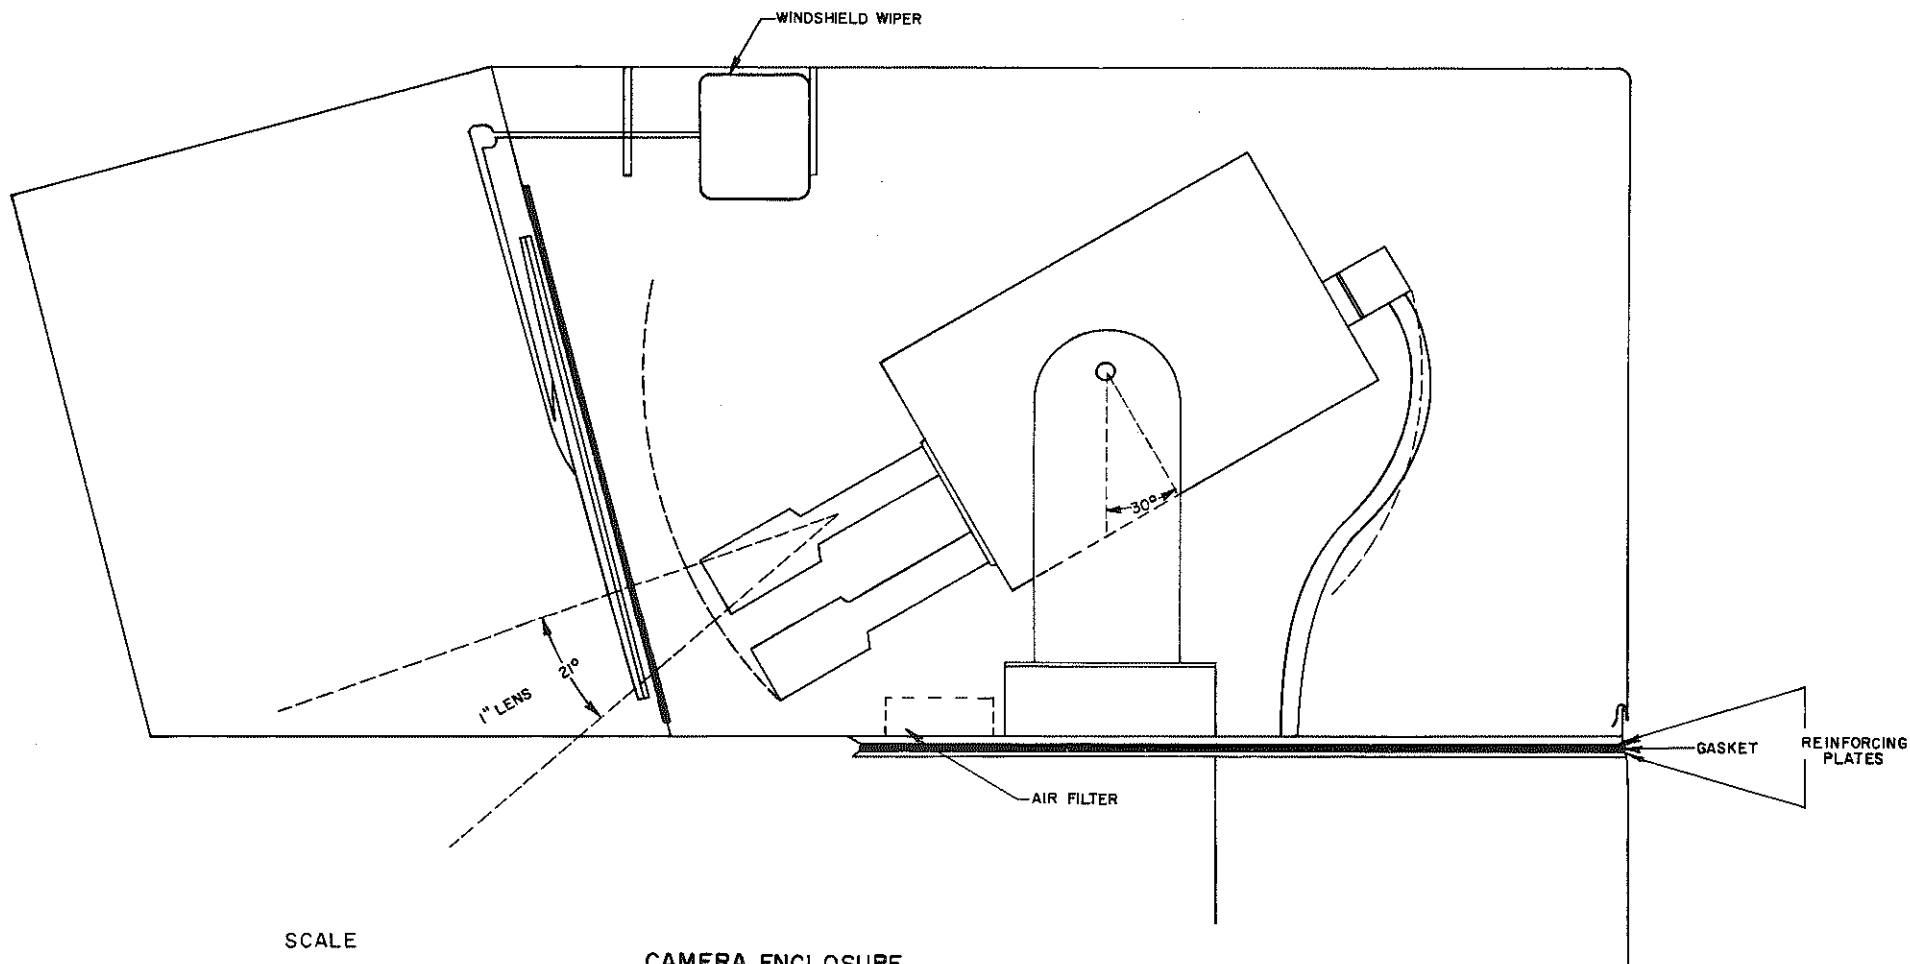 WINDSHIELD WIPER
30°
21°
1" LENS
GASKET
REINFORCING
PLATES
AIR FILTER
SCALE
CAMERA ENCLOSURE